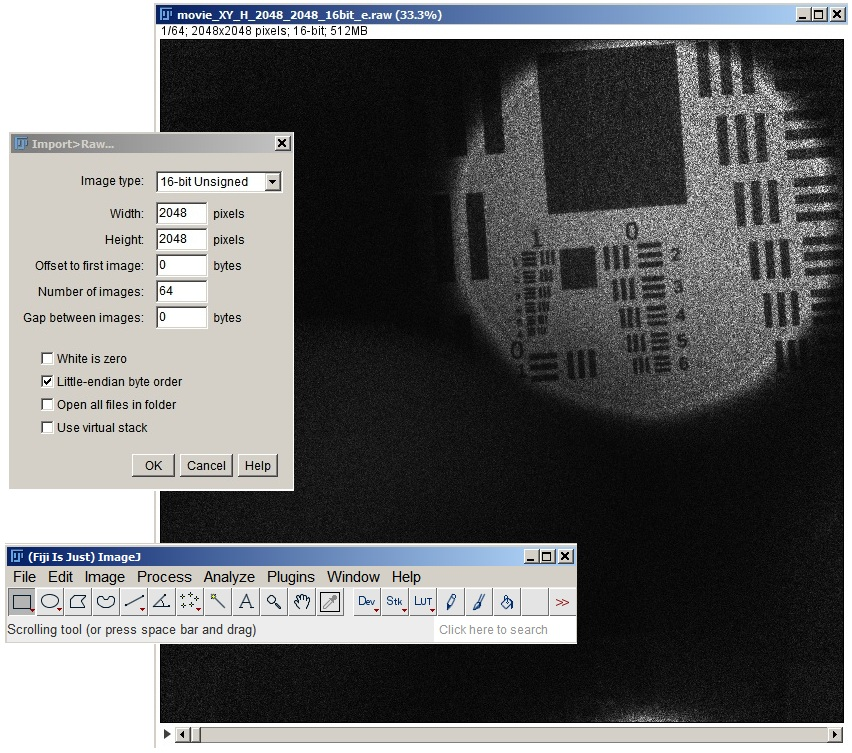 movie_XY_H_2048_2048_16bit_e.raw (33.3%)
1/64; 2048x2048 pixels; 16-bit; 512MB
Import>Raw...
Image type: 16-bit Unsigned
Width: 2048 pixels
Height: 2048 pixels
Offset to first image: 0 bytes
Number of images: 64
Gap between images: 0 bytes
White is zero
Little-endian byte order
Open all files in folder
Use virtual stack
OK Cancel Help
1 0
2
3
4
5
6
0
1
(Fiji Is Just) ImageJ
File Edit Image Process Analyze Plugins Window Help
A Dev Stk LUT >>
Scrolling tool (or press space bar and drag) Click here to search